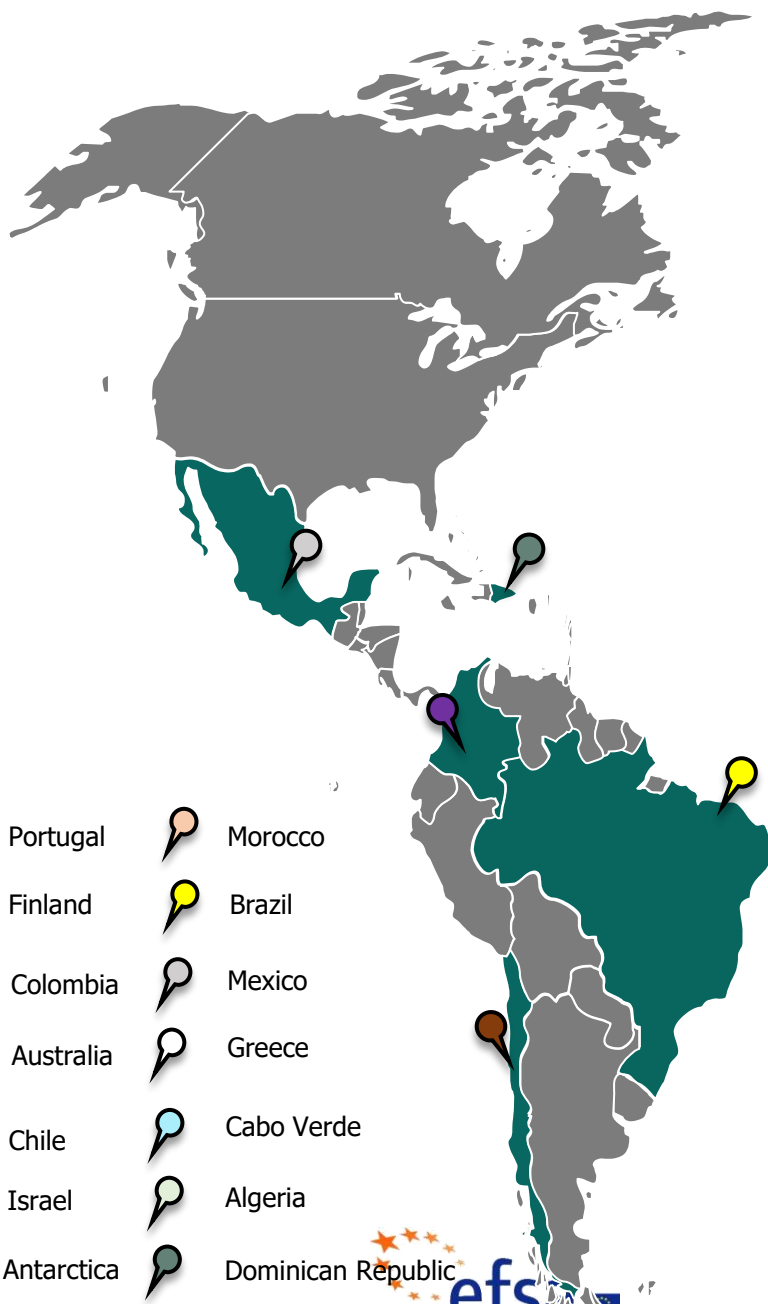 Portugal Morocco
Finland Brazil
Colombia Mexico
Australia Greece
Chile Cabo Verde
Israel Algeria
Antarctica Dominican Republic